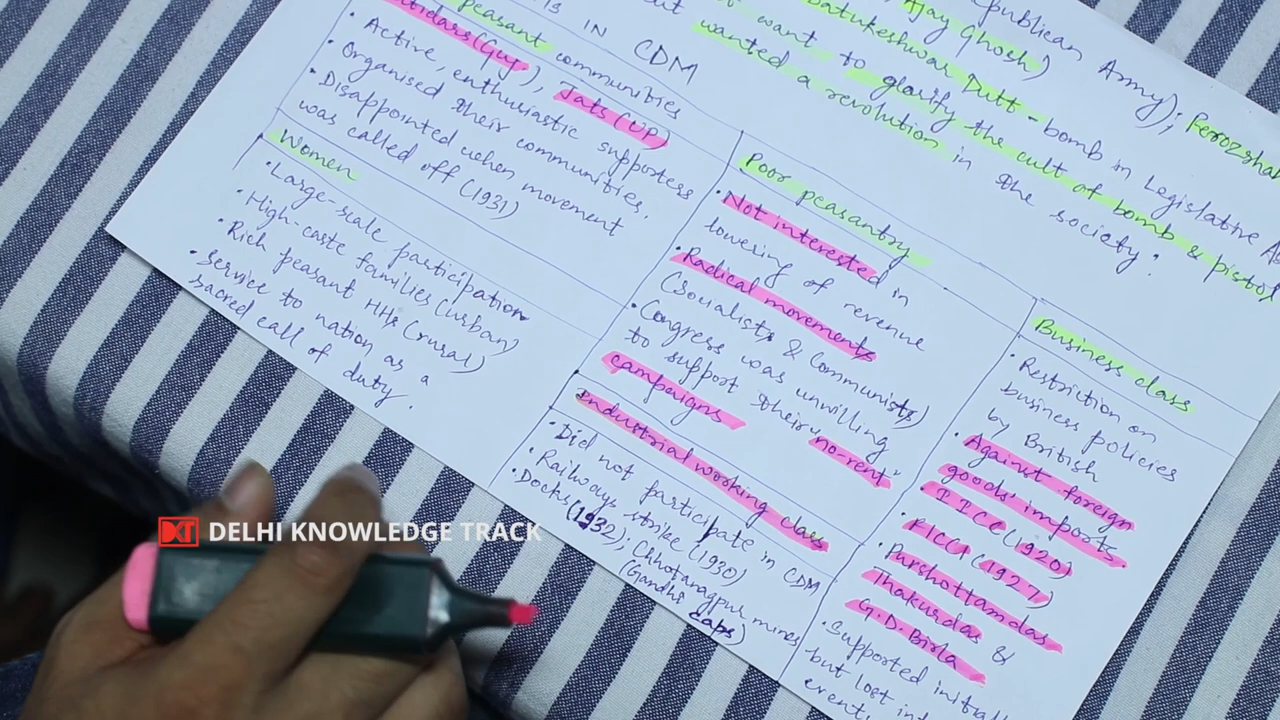 Republican Army); Ferozshah
Ajay Ghosh)
Batukeshwar Dutt - bomb in Legislative
want to glorify the cult of bomb & pistol
but wanted a revolution in the society.
IN CDM
peasant communities
(Guj), Jats (UP)
• Active, enthusiastic supporters
• Organised their communities.
• Disappointed when movement
was called off (1931)
Women
• Large-scale participation
• High-caste families (urban)
Rich peasant HHs (rural)
• Service to nation as a
sacred call of duty.
Poor peasantry
• Not interested in
lowering of revenue
• Radical movements
(Socialists & Communists)
• Congress was unwilling
to support their "no-rent"
campaigns
Industrial working class
• Did not participate in CDM
• Railways strike (1930)
• Docks (1932); Chhotanagpur mines
(Gandhi caps)
Business class
• Restriction on
business policies
by British
• Against foreign
goods' imports.
• IICC (1920)
• FICCI (1927)
• Parshottamdas
Thakurdas &
G.D. Birla
• Supported initially
but lost
DKT DELHI KNOWLEDGE TRACK